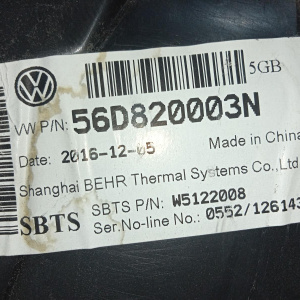 5GB
VW P/N: 56D820003N
Date: 2016-12-05 Made in China
Shanghai BEHR Thermal Systems Co.,Ltd
SBTS SBTS P/N: W5122008
Ser.No-line No.: 0552/126143